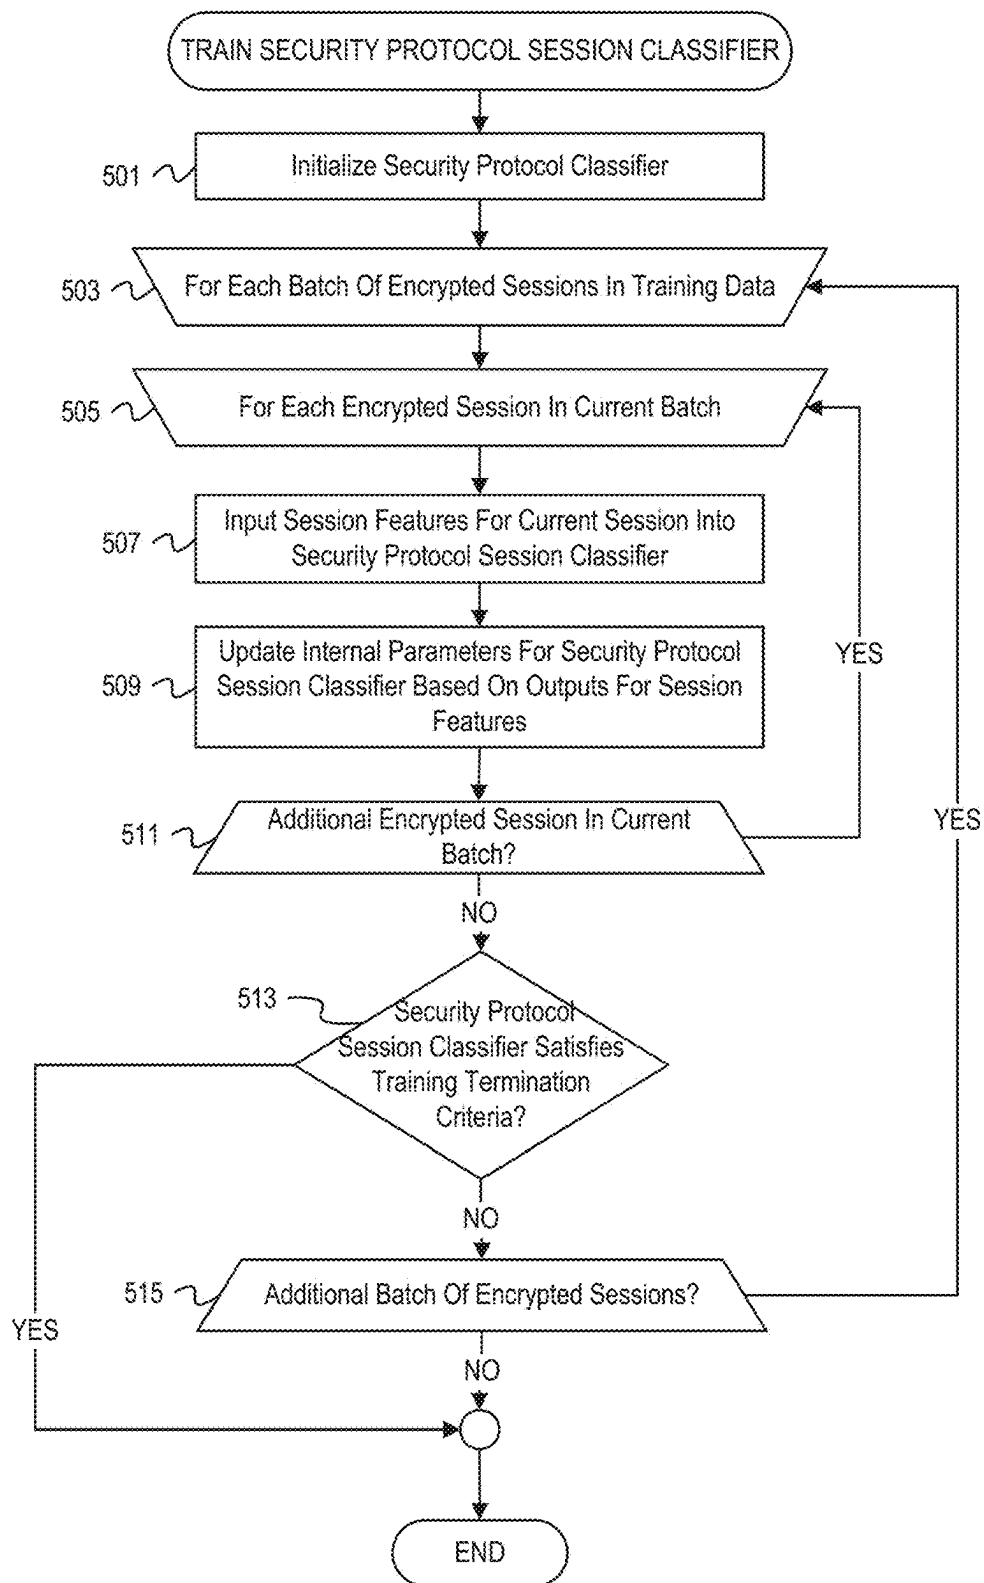 TRAIN SECURITY PROTOCOL SESSION CLASSIFIER
501
Initialize Security Protocol Classifier
503
For Each Batch Of Encrypted Sessions In Training Data
505
For Each Encrypted Session In Current Batch
507
Input Session Features For Current Session Into
Security Protocol Session Classifier
509
Update Internal Parameters For Security Protocol
Session Classifier Based On Outputs For Session
Features
YES
YES
511
Additional Encrypted Session In Current
Batch?
NO
513
Security Protocol
Session Classifier Satisfies
Training Termination
Criteria?
NO
515
Additional Batch Of Encrypted Sessions?
YES
NO
END